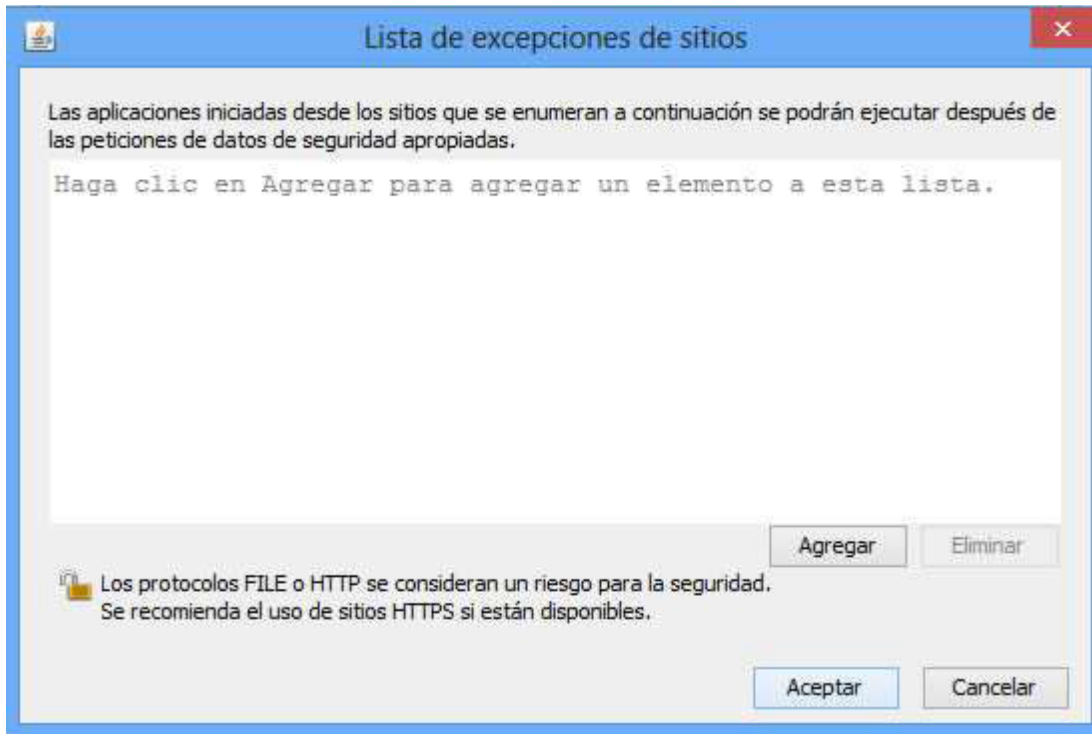 Lista de excepciones de sitios
Las aplicaciones iniciadas desde los sitios que se enumeran a continuación se podrán ejecutar después de
las peticiones de datos de seguridad apropiadas.
Haga clic en Agregar para agregar un elemento a esta lista.
Agregar
Eliminar
Los protocolos FILE o HTTP se consideran un riesgo para la seguridad.
Se recomienda el uso de sitios HTTPS si están disponibles.
Aceptar
Cancelar